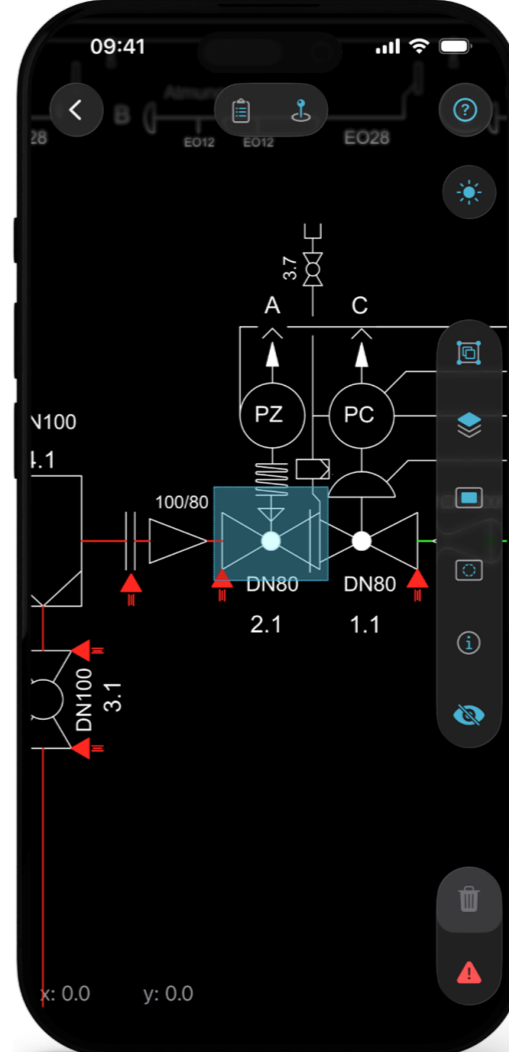 09:41
Atmung
B
28
EO12
EO12
EO28
3.7
A
C
PZ
PC
N100
4.1
100/80
DN80
DN80
2.1
1.1
DN100
3.1
x: 0.0
y: 0.0